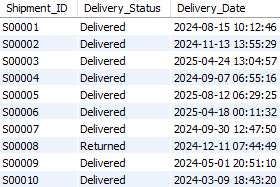 Shipment_ID Delivery_Status Delivery_Date
S00001 Delivered 2024-08-15 10:12:46
S00002 Delivered 2024-11-13 13:55:29
S00003 Delivered 2025-04-24 13:04:57
S00004 Delivered 2024-09-07 06:55:16
S00005 Delivered 2025-08-12 06:29:25
S00006 Delivered 2025-04-18 00:11:32
S00007 Delivered 2024-09-30 12:47:50
S00008 Returned 2024-12-11 07:44:49
S00009 Delivered 2024-05-01 20:51:10
S00010 Delivered 2024-03-09 18:43:20